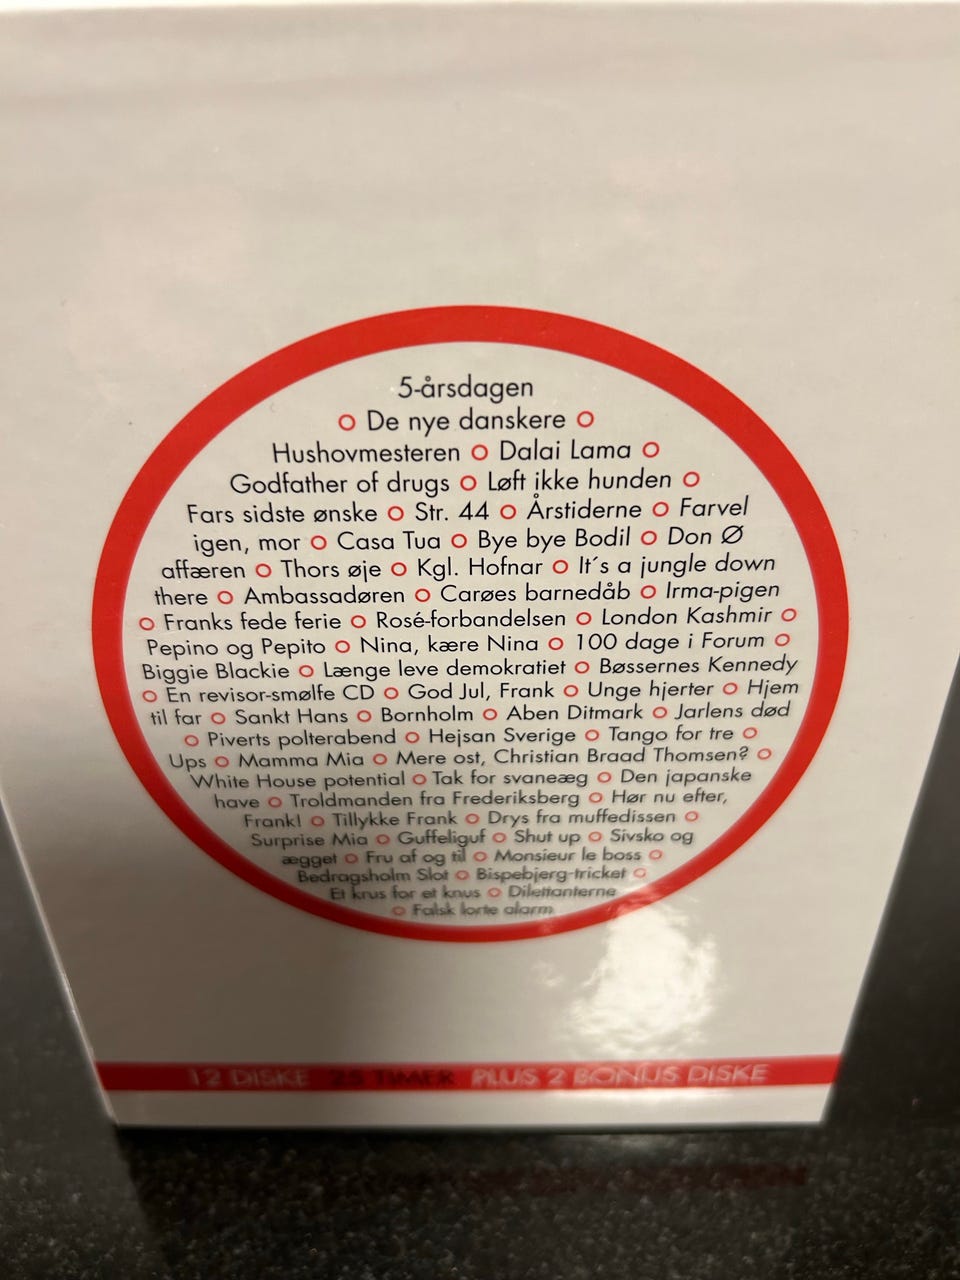 5-årsdagen
O De nye danskere O
Hushovmesteren O Dalai Lama O
Godfather of drugs O Løft ikke hunden O
Fars sidste ønske O Str. 44 O Årstiderne O Farvel
igen, mor O Casa Tua O Bye bye Bodil O Don Ø
affæren O Thors øje O Kgl. Hofnar O It´s a jungle down
there O Ambassadøren O Carøes barnedåb O Irma-pigen
O Franks fede ferie O Rosé-forbandelsen O London Kashmir O
Pepino og Pepito O Nina, kære Nina O 100 dage i Forum O
Biggie Blackie O Længe leve demokratiet O Bøssernes Kennedy
O En revisor-smølfe CD O God Jul, Frank O Unge hjerter O Hjem
til far O Sankt Hans O Bornholm O Aben Ditmark O Jarlens død
O Piverts polterabend O Hejsan Sverige O Tango for tre O
Ups O Mamma Mia O Mere ost, Christian Braad Thomsen? O
White House potential O Tak for svaneæg O Den japanske
have O Troldmanden fra Frederiksberg O Hør nu efter,
Frank! O Tillykke Frank O Drys fra muffedissen O
Surprise Mia O Guffeliguf O Shut up O Sivsko og
ægget O Fru af og til O Monsieur le boss O
Bedragsholm Slot O Bispebjerg-tricket O
Et krus for et knus O Dilettanterne
O Falsk lorte alarm
12 DISKE 25 TIMER PLUS 2 BONUS DISKE